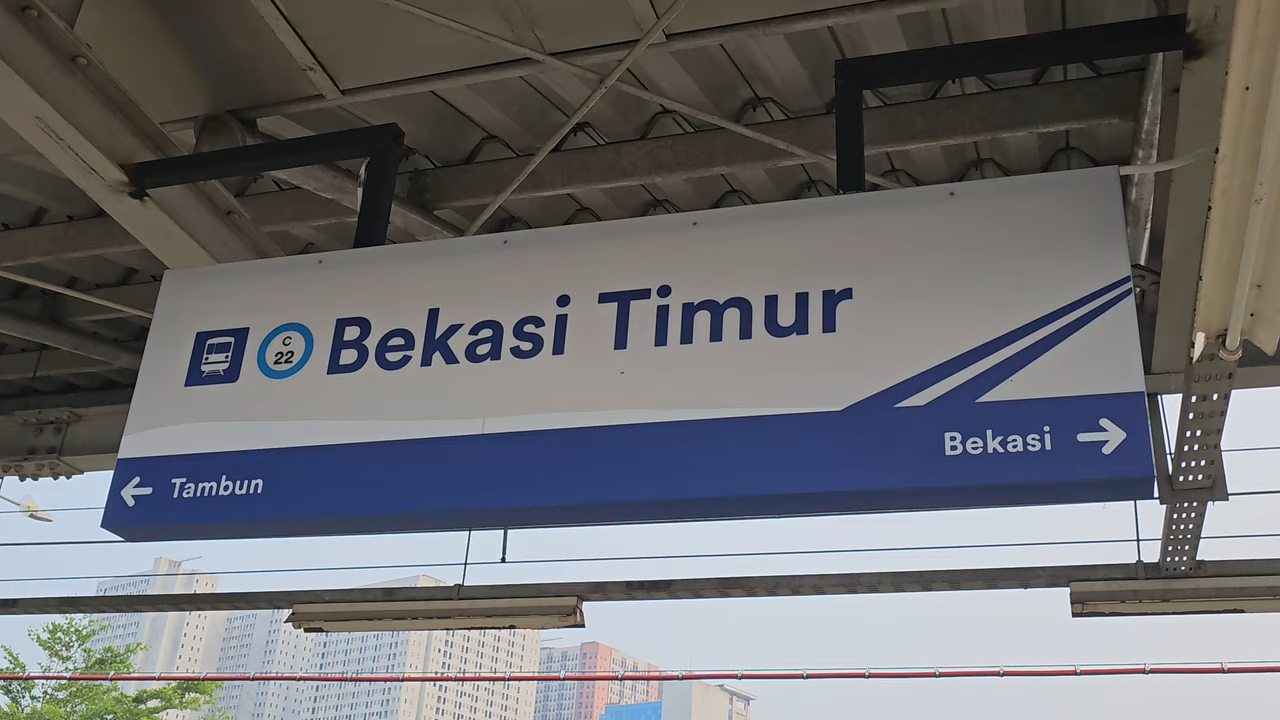 C
22
Bekasi Timur
← Tambun
Bekasi →